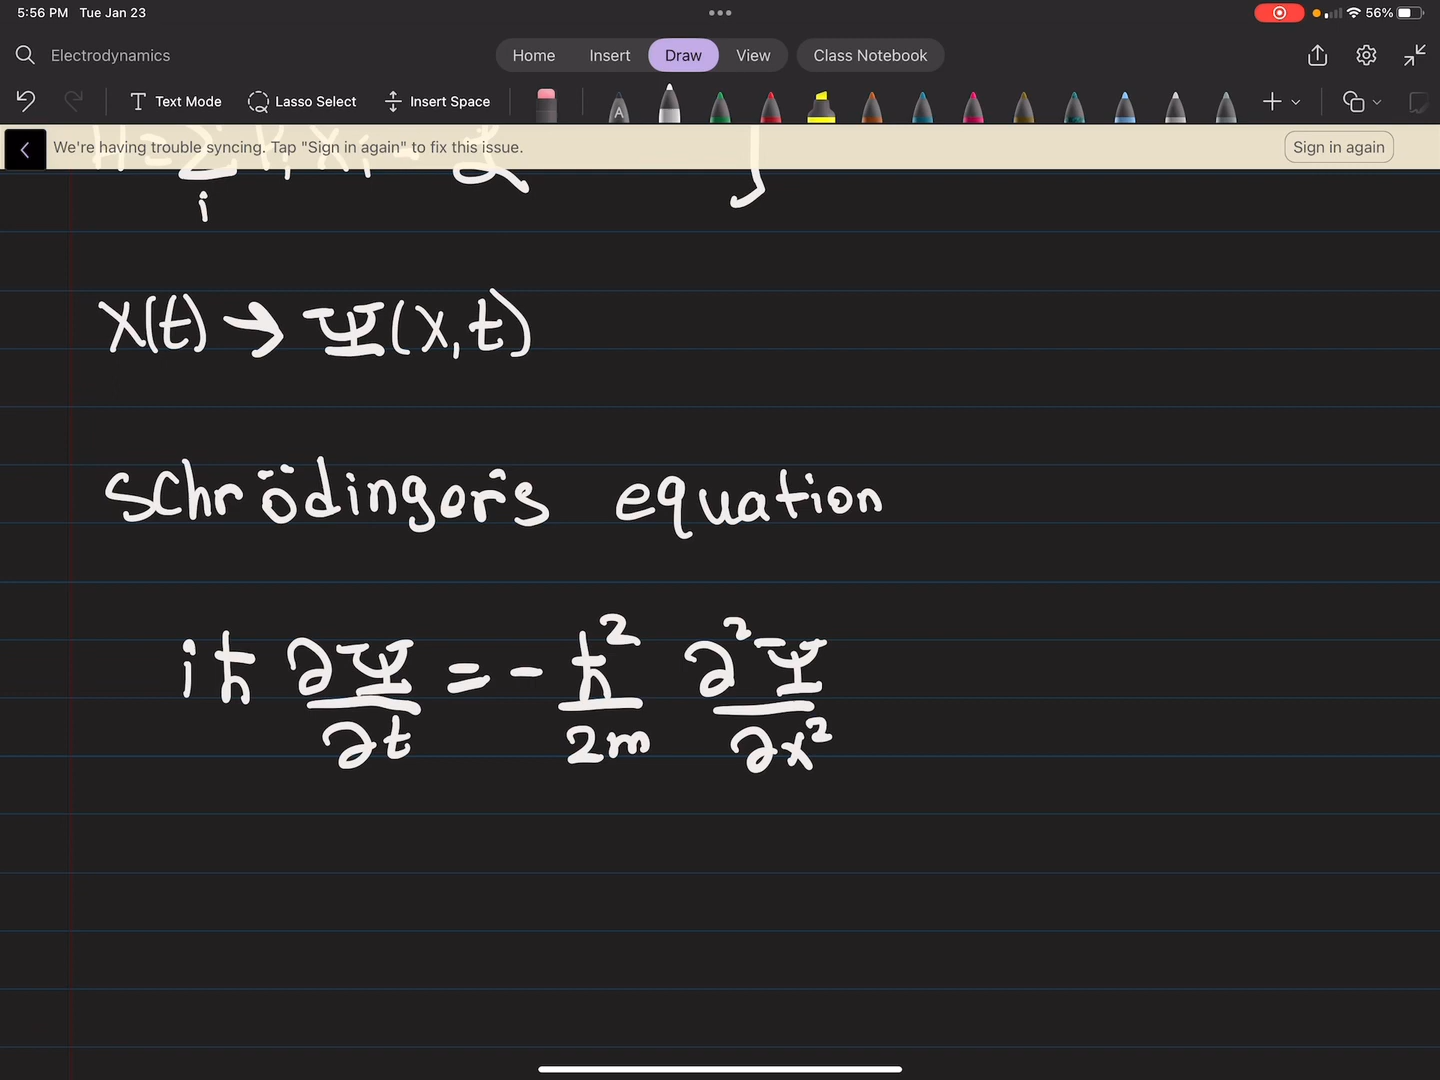 5:56 PM Tue Jan 23
56%
Electrodynamics
Home Insert Draw View Class Notebook
Text Mode Lasso Select Insert Space
We're having trouble syncing. Tap "Sign in again" to fix this issue.
Sign in again
i
X(t) → Ψ(x,t)
Schrödinger's equation
iħ ∂Ψ/∂t = - ħ²/2m ∂²Ψ/∂x²